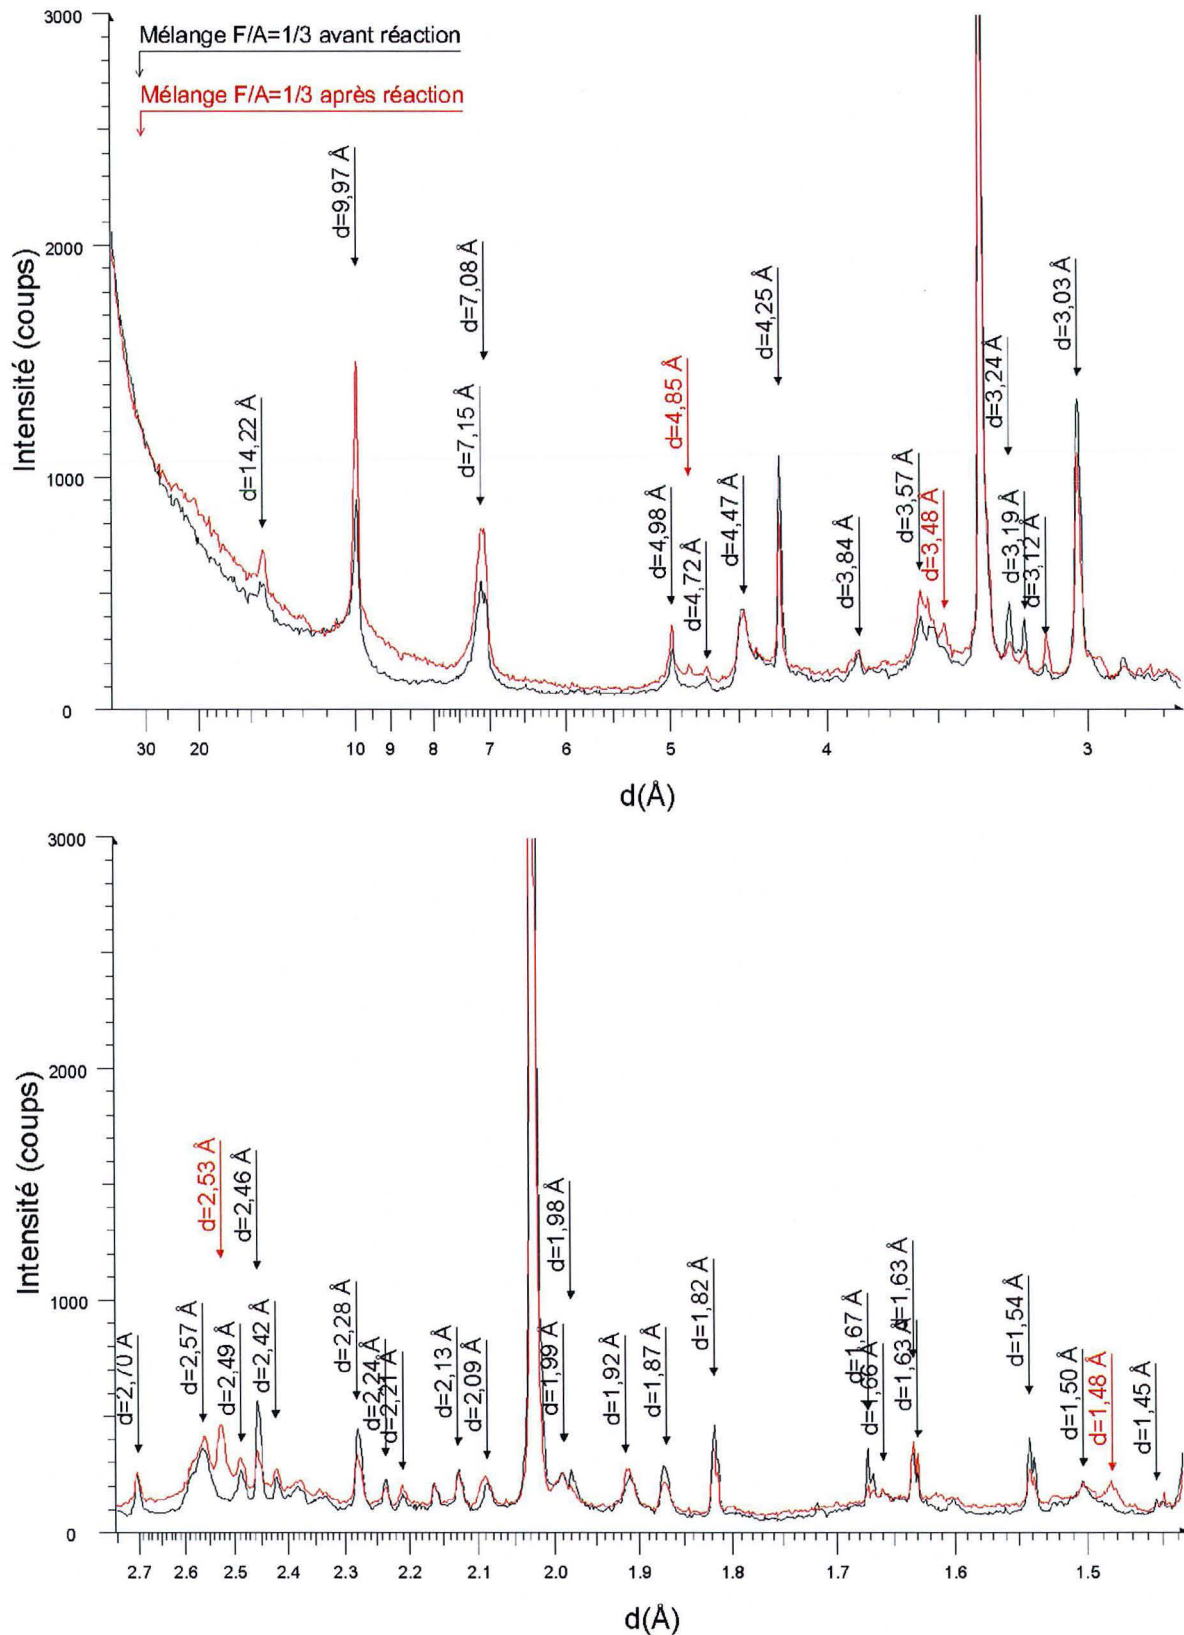 3000
Mélange F/A=1/3 avant réaction
Mélange F/A=1/3 après réaction
2000
1000
0
Intensité (coups)
d=14,22 Å
d=9,97 Å
d=7,15 Å
d=7,08 Å
d=4,98 Å
d=4,85 Å
d=4,72 Å
d=4,47 Å
d=4,25 Å
d=3,84 Å
d=3,57 Å
d=3,48 Å
d=3,24 Å
d=3,19 Å
d=3,12 Å
d=3,03 Å
30 20 10 9 8 7 6 5 4 3
d(Å)
3000
2000
1000
0
Intensité (coups)
d=2,70 Å
d=2,57 Å
d=2,53 Å
d=2,49 Å
d=2,46 Å
d=2,42 Å
d=2,28 Å
d=2,24 Å
d=2,21 Å
d=2,13 Å
d=2,09 Å
d=1,99 Å
d=1,98 Å
d=1,92 Å
d=1,87 Å
d=1,82 Å
d=1,67 Å
d=1,66 Å
d=1,63 Å
d=1,63 Å
d=1,54 Å
d=1,50 Å
d=1,48 Å
d=1,45 Å
2.7 2.6 2.5 2.4 2.3 2.2 2.1 2.0 1.9 1.8 1.7 1.6 1.5
d(Å)